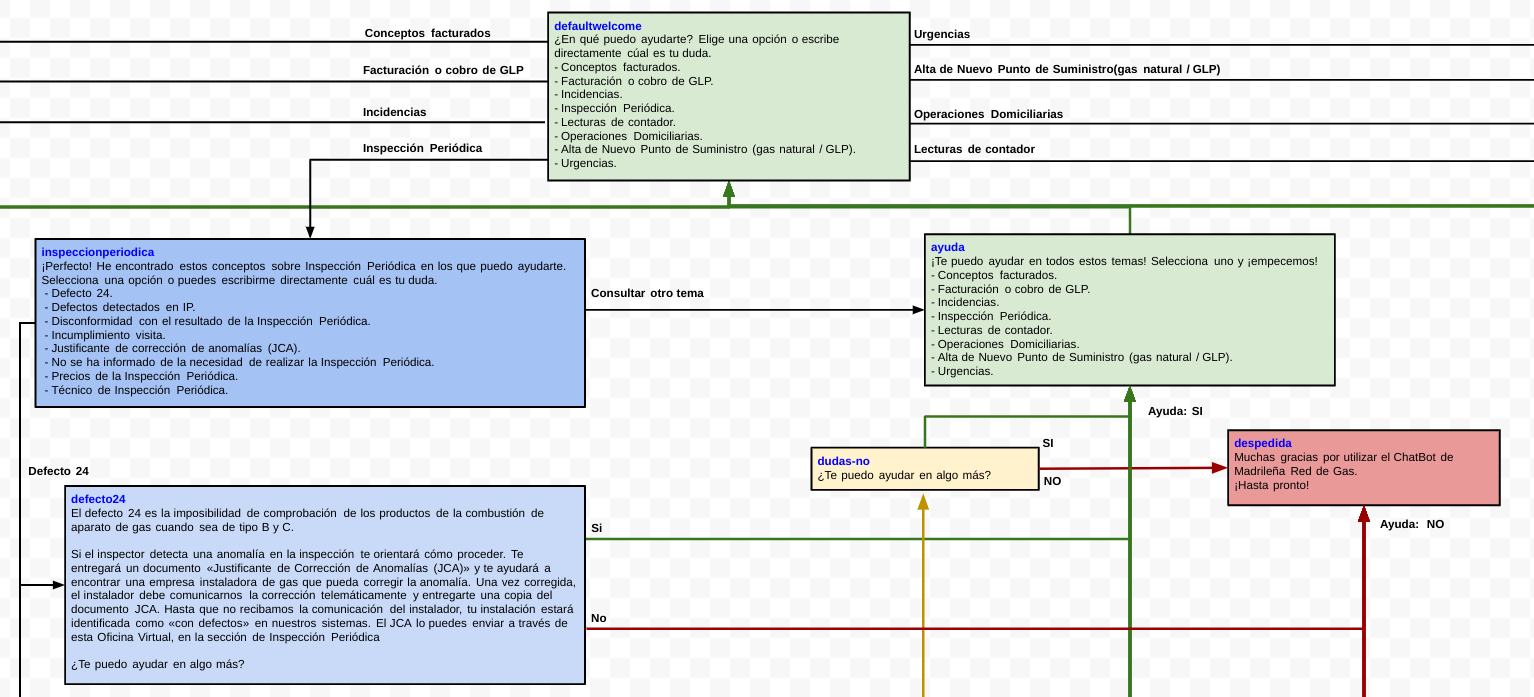 Conceptos facturados
Facturación o cobro de GLP
Incidencias
Inspección Periódica
defaultwelcome
¿En qué puedo ayudarte? Elige una opción o escribe
directamente cúal es tu duda.
- Conceptos facturados.
- Facturación o cobro de GLP.
- Incidencias.
- Inspección Periódica.
- Lecturas de contador.
- Operaciones Domiciliarias.
- Alta de Nuevo Punto de Suministro (gas natural / GLP).
- Urgencias.
Urgencias
Alta de Nuevo Punto de Suministro(gas natural / GLP)
Operaciones Domiciliarias
Lecturas de contador
inspeccionperiodica
¡Perfecto! He encontrado estos conceptos sobre Inspección Periódica en los que puedo ayudarte.
Selecciona una opción o puedes escribirme directamente cuál es tu duda.
- Defecto 24.
- Defectos detectados en IP.
- Disconformidad con el resultado de la Inspección Periódica.
- Incumplimiento visita.
- Justificante de corrección de anomalías (JCA).
- No se ha informado de la necesidad de realizar la Inspección Periódica.
- Precios de la Inspección Periódica.
- Técnico de Inspección Periódica.
Consultar otro tema
ayuda
¡Te puedo ayudar en todos estos temas! Selecciona uno y ¡empecemos!
- Conceptos facturados.
- Facturación o cobro de GLP.
- Incidencias.
- Inspección Periódica.
- Lecturas de contador.
- Operaciones Domiciliarias.
- Alta de Nuevo Punto de Suministro (gas natural / GLP).
- Urgencias.
Ayuda: SI
dudas-no
¿Te puedo ayudar en algo más?
SI
NO
despedida
Muchas gracias por utilizar el ChatBot de
Madrileña Red de Gas.
¡Hasta pronto!
Ayuda: NO
Defecto 24
defecto24
El defecto 24 es la imposibilidad de comprobación de los productos de la combustión de
aparato de gas cuando sea de tipo B y C.
Si el inspector detecta una anomalía en la inspección te orientará cómo proceder. Te
entregará un documento «Justificante de Corrección de Anomalías (JCA)» y te ayudará a
encontrar una empresa instaladora de gas que pueda corregir la anomalía. Una vez corregida,
el instalador debe comunicarnos la corrección telemáticamente y entregarte una copia del
documento JCA. Hasta que no recibamos la comunicación del instalador, tu instalación estará
identificada como «con defectos» en nuestros sistemas. El JCA lo puedes enviar a través de
esta Oficina Virtual, en la sección de Inspección Periódica
¿Te puedo ayudar en algo más?
Si
No